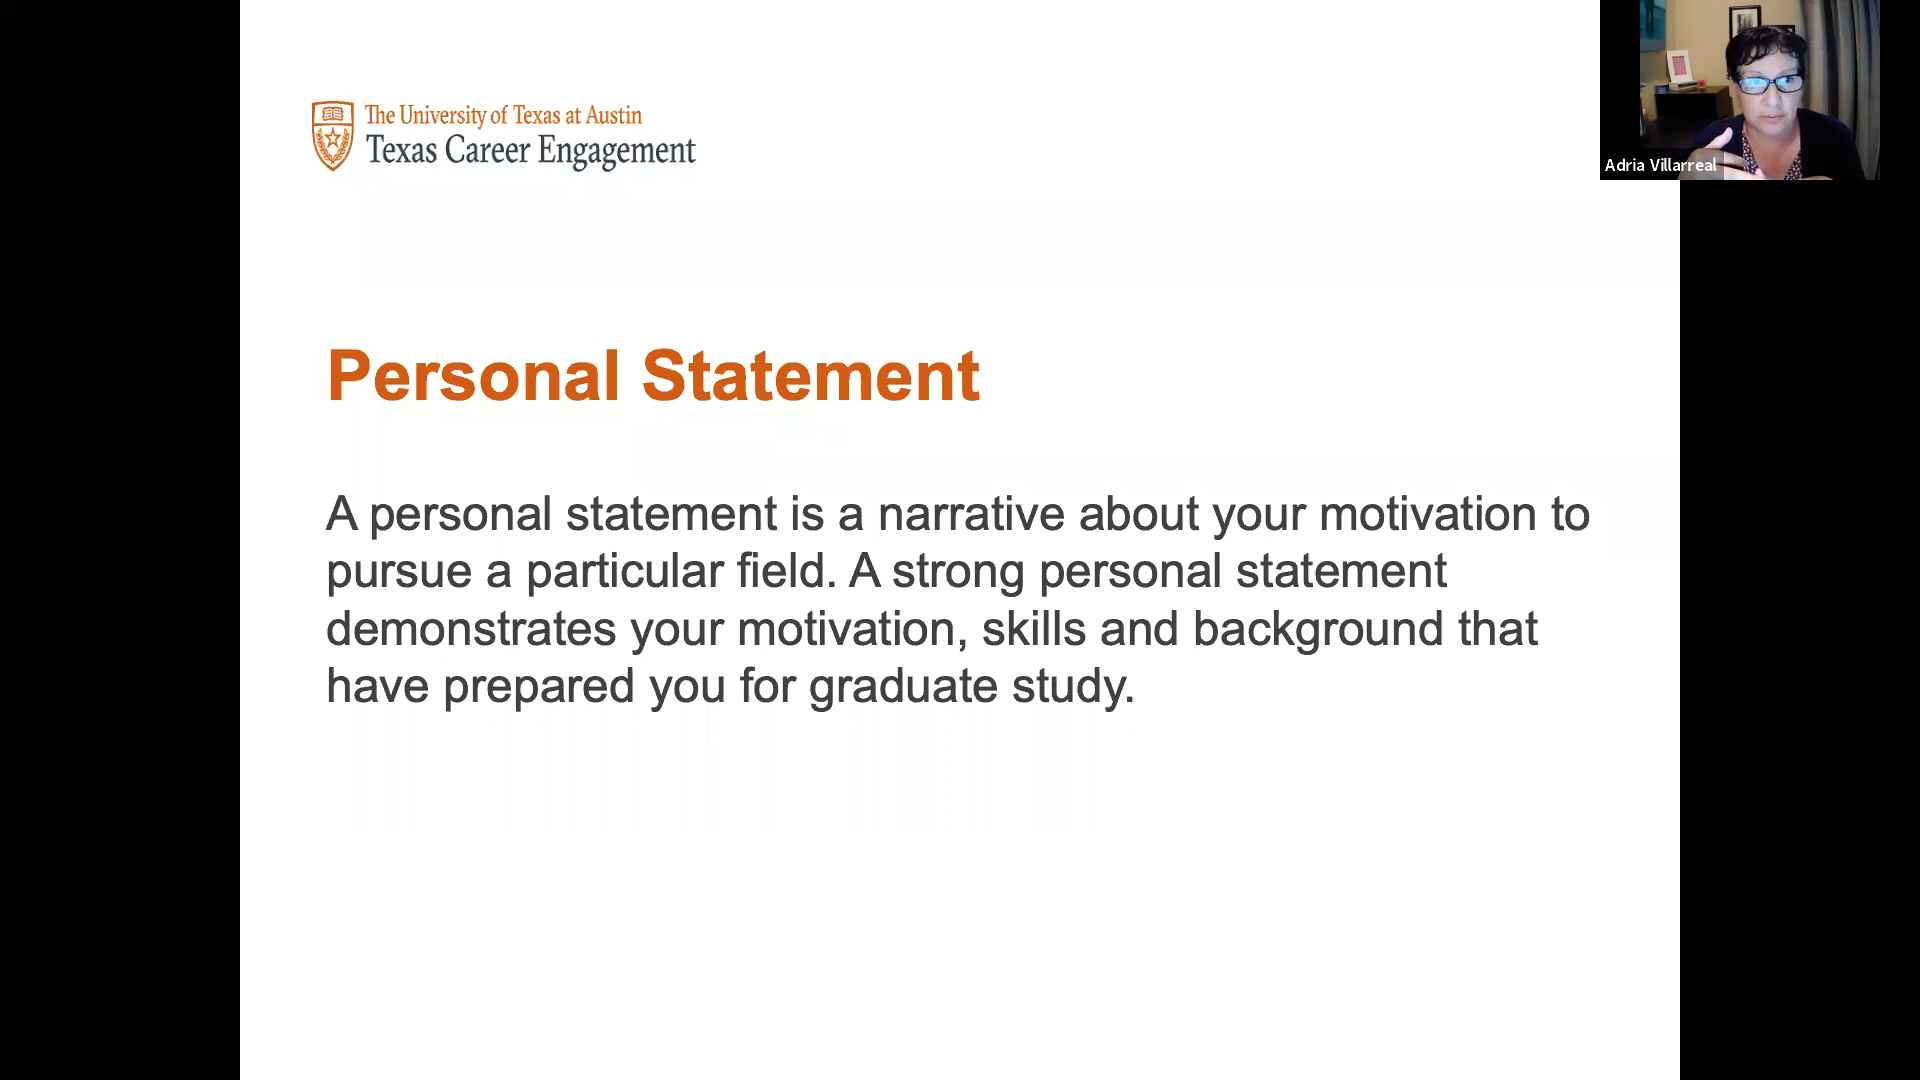 The University of Texas at Austin
Texas Career Engagement
Adria Villarreal
Personal Statement
A personal statement is a narrative about your motivation to
pursue a particular field. A strong personal statement
demonstrates your motivation, skills and background that
have prepared you for graduate study.